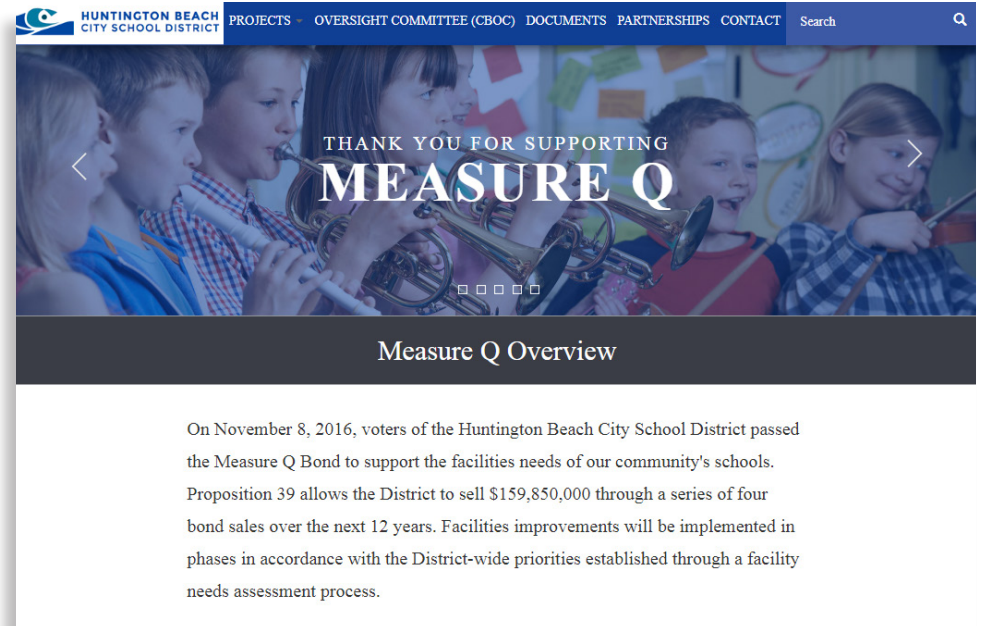 HUNTINGTON BEACH
CITY SCHOOL DISTRICT
PROJECTS OVERSIGHT COMMITTEE (CBOC) DOCUMENTS PARTNERSHIPS CONTACT Search
THANK YOU FOR SUPPORTING
MEASURE Q
Measure Q Overview
On November 8, 2016, voters of the Huntington Beach City School District passed
the Measure Q Bond to support the facilities needs of our community's schools.
Proposition 39 allows the District to sell $159,850,000 through a series of four
bond sales over the next 12 years. Facilities improvements will be implemented in
phases in accordance with the District-wide priorities established through a facility
needs assessment process.